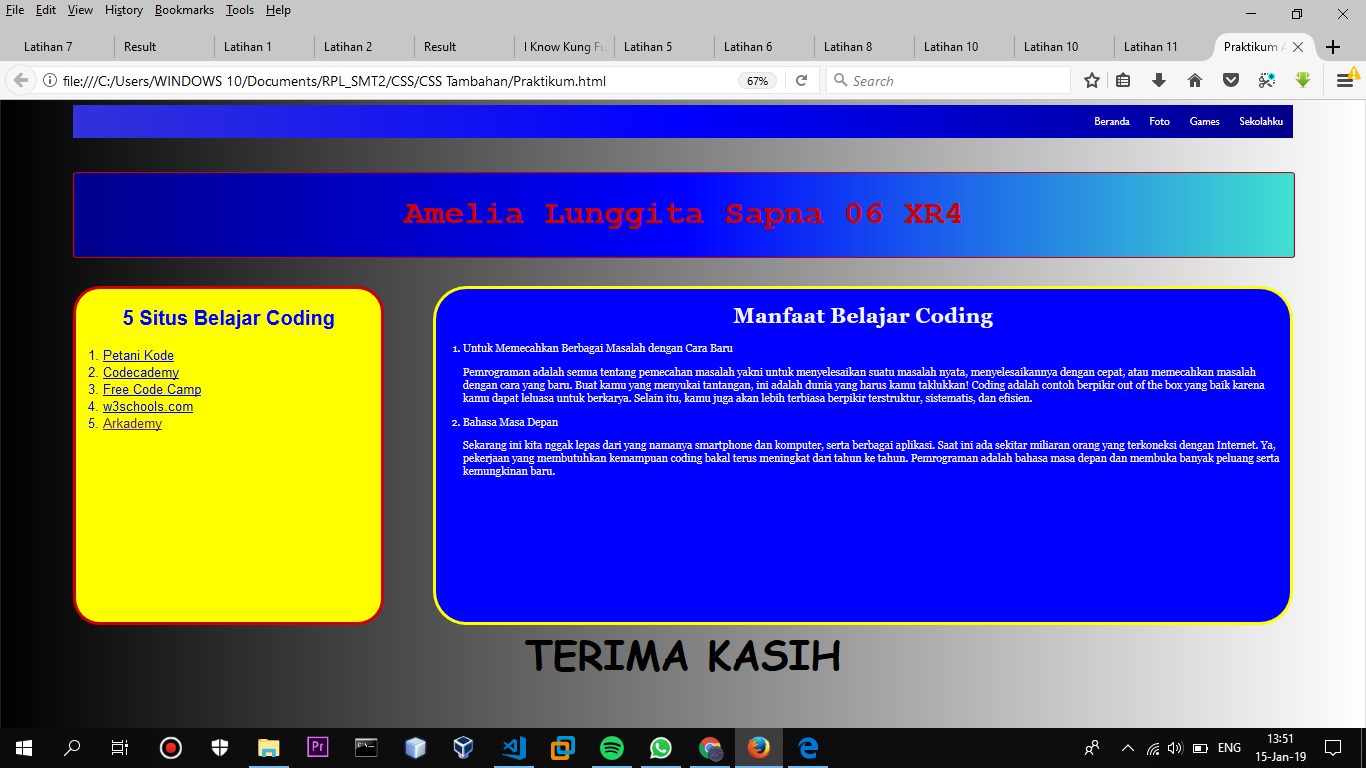 File Edit View History Bookmarks Tools Help
Latihan 7 Result Latihan 1 Latihan 2 Result I Know Kung Fu Latihan 5 Latihan 6 Latihan 8 Latihan 10 Latihan 10 Latihan 11 Praktikum
file:///C:/Users/WINDOWS 10/Documents/RPL_SMT2/CSS/CSS Tambahan/Praktikum.html 67% Search
Beranda Foto Games Sekolahku
Amelia Lunggita Sapna 06 XR4
5 Situs Belajar Coding
1. Petani Kode
2. Codecademy
3. Free Code Camp
4. w3schools.com
5. Arkademy
Manfaat Belajar Coding
1. Untuk Memecahkan Berbagai Masalah dengan Cara Baru
Pemrograman adalah semua tentang pemecahan masalah yakni untuk menyelesaikan suatu masalah nyata, menyelesaikannya dengan cepat, atau memecahkan masalah
dengan cara yang baru. Buat kamu yang menyukai tantangan, ini adalah dunia yang harus kamu taklukkan! Coding adalah contoh berpikir out of the box yang baik karena
kamu dapat leluasa untuk berkarya. Selain itu, kamu juga akan lebih terbiasa berpikir terstruktur, sistematis, dan efisien.
2. Bahasa Masa Depan
Sekarang ini kita nggak lepas dari yang namanya smartphone dan komputer, serta berbagai aplikasi. Saat ini ada sekitar miliaran orang yang terkoneksi dengan Internet. Ya,
pekerjaan yang membutuhkan kemampuan coding bakal terus meningkat dari tahun ke tahun. Pemrograman adalah bahasa masa depan dan membuka banyak peluang serta
kemungkinan baru.
TERIMA KASIH
Pr
ENG
13:51
15-Jan-19